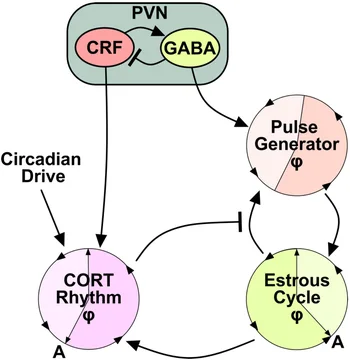 PVN
CRF
GABA
Pulse
Generator
φ
Circadian
Drive
CORT
Rhythm
φ
A
Estrous
Cycle
φ
A